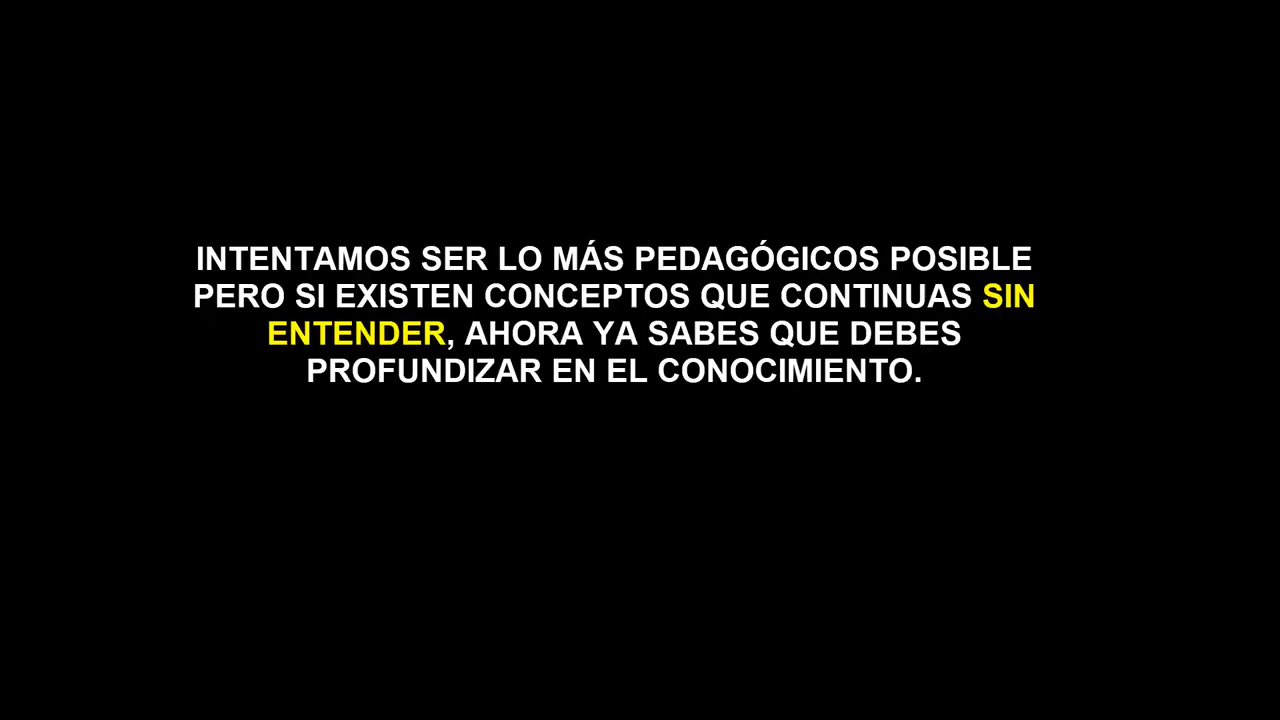 INTENTAMOS SER LO MÁS PEDAGÓGICOS POSIBLE
PERO SI EXISTEN CONCEPTOS QUE CONTINUAS SIN
ENTENDER, AHORA YA SABES QUE DEBES
PROFUNDIZAR EN EL CONOCIMIENTO.